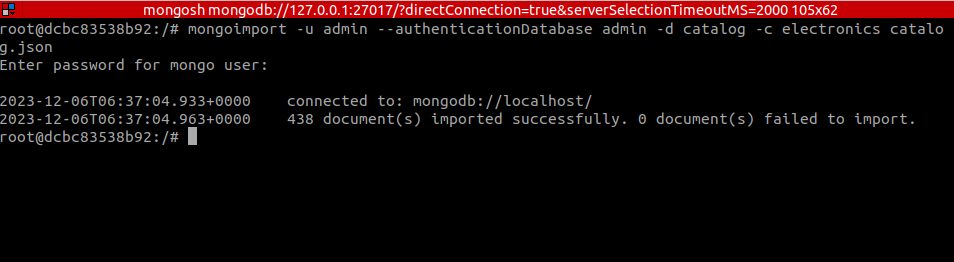 mongosh mongodb://127.0.0.1:27017/?directConnection=true&serverSelectionTimeoutMS=2000 105x62
root@dcbc83538b92:/# mongoimport -u admin --authenticationDatabase admin -d catalog -c electronics catalo
g.json
Enter password for mongo user:
2023-12-06T06:37:04.933+0000    connected to: mongodb://localhost/
2023-12-06T06:37:04.963+0000    438 document(s) imported successfully. 0 document(s) failed to import.
root@dcbc83538b92:/#